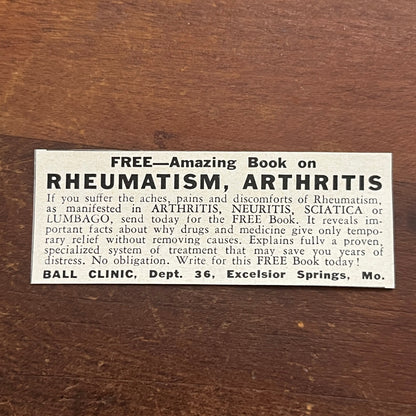 FREE—Amazing Book on
RHEUMATISM, ARTHRITIS
If you suffer the aches, pains and discomforts of Rheumatism,
as manifested in ARTHRITIS, NEURITIS, SCIATICA or
LUMBAGO, send today for the FREE Book. It reveals im-
portant facts about why drugs and medicine give only tempo-
rary relief without removing causes. Explains fully a proven,
specialized system of treatment that may save you years of
distress. No obligation. Write for this FREE Book today!
BALL CLINIC, Dept. 36, Excelsior Springs, Mo.